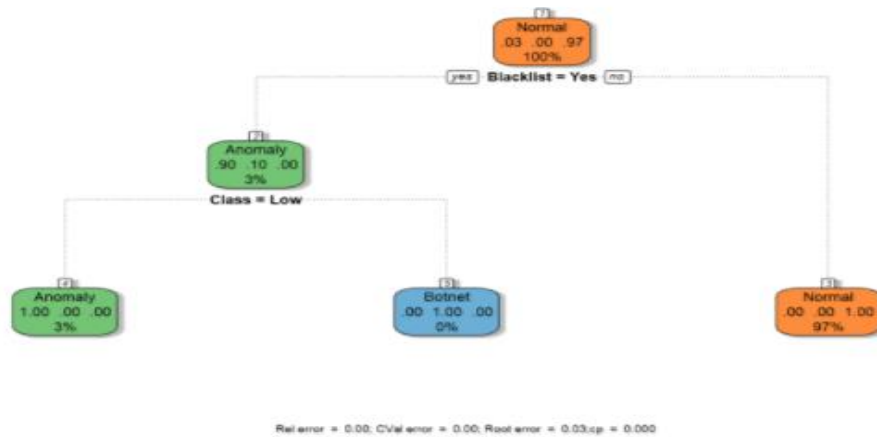 1
Normal
.03 .00 .97
100%
yes Blacklist = Yes no
2
Anomaly
.90 .10 .00
3%
Class = Low
4
Anomaly
1.00 .00 .00
3%
5
Botnet
.00 1.00 .00
0%
3
Normal
.00 .00 1.00
97%
Rel error = 0.00; CVal error = 0.00; Root error = 0.03;cp = 0.000